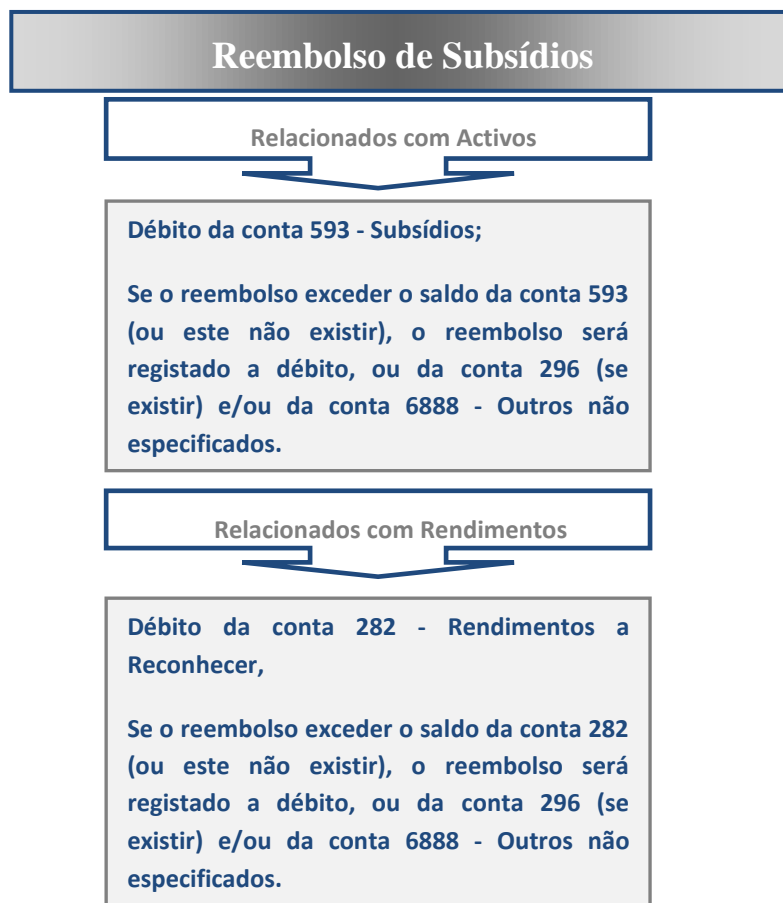 Reembolso de Subsídios
Relacionados com Activos
Débito da conta 593 - Subsídios;
Se o reembolso exceder o saldo da conta 593
(ou este não existir), o reembolso será
registado a débito, ou da conta 296 (se
existir) e/ou da conta 6888 - Outros não
especificados.
Relacionados com Rendimentos
Débito da conta 282 - Rendimentos a
Reconhecer,
Se o reembolso exceder o saldo da conta 282
(ou este não existir), o reembolso será
registado a débito, ou da conta 296 (se
existir) e/ou da conta 6888 - Outros não
especificados.